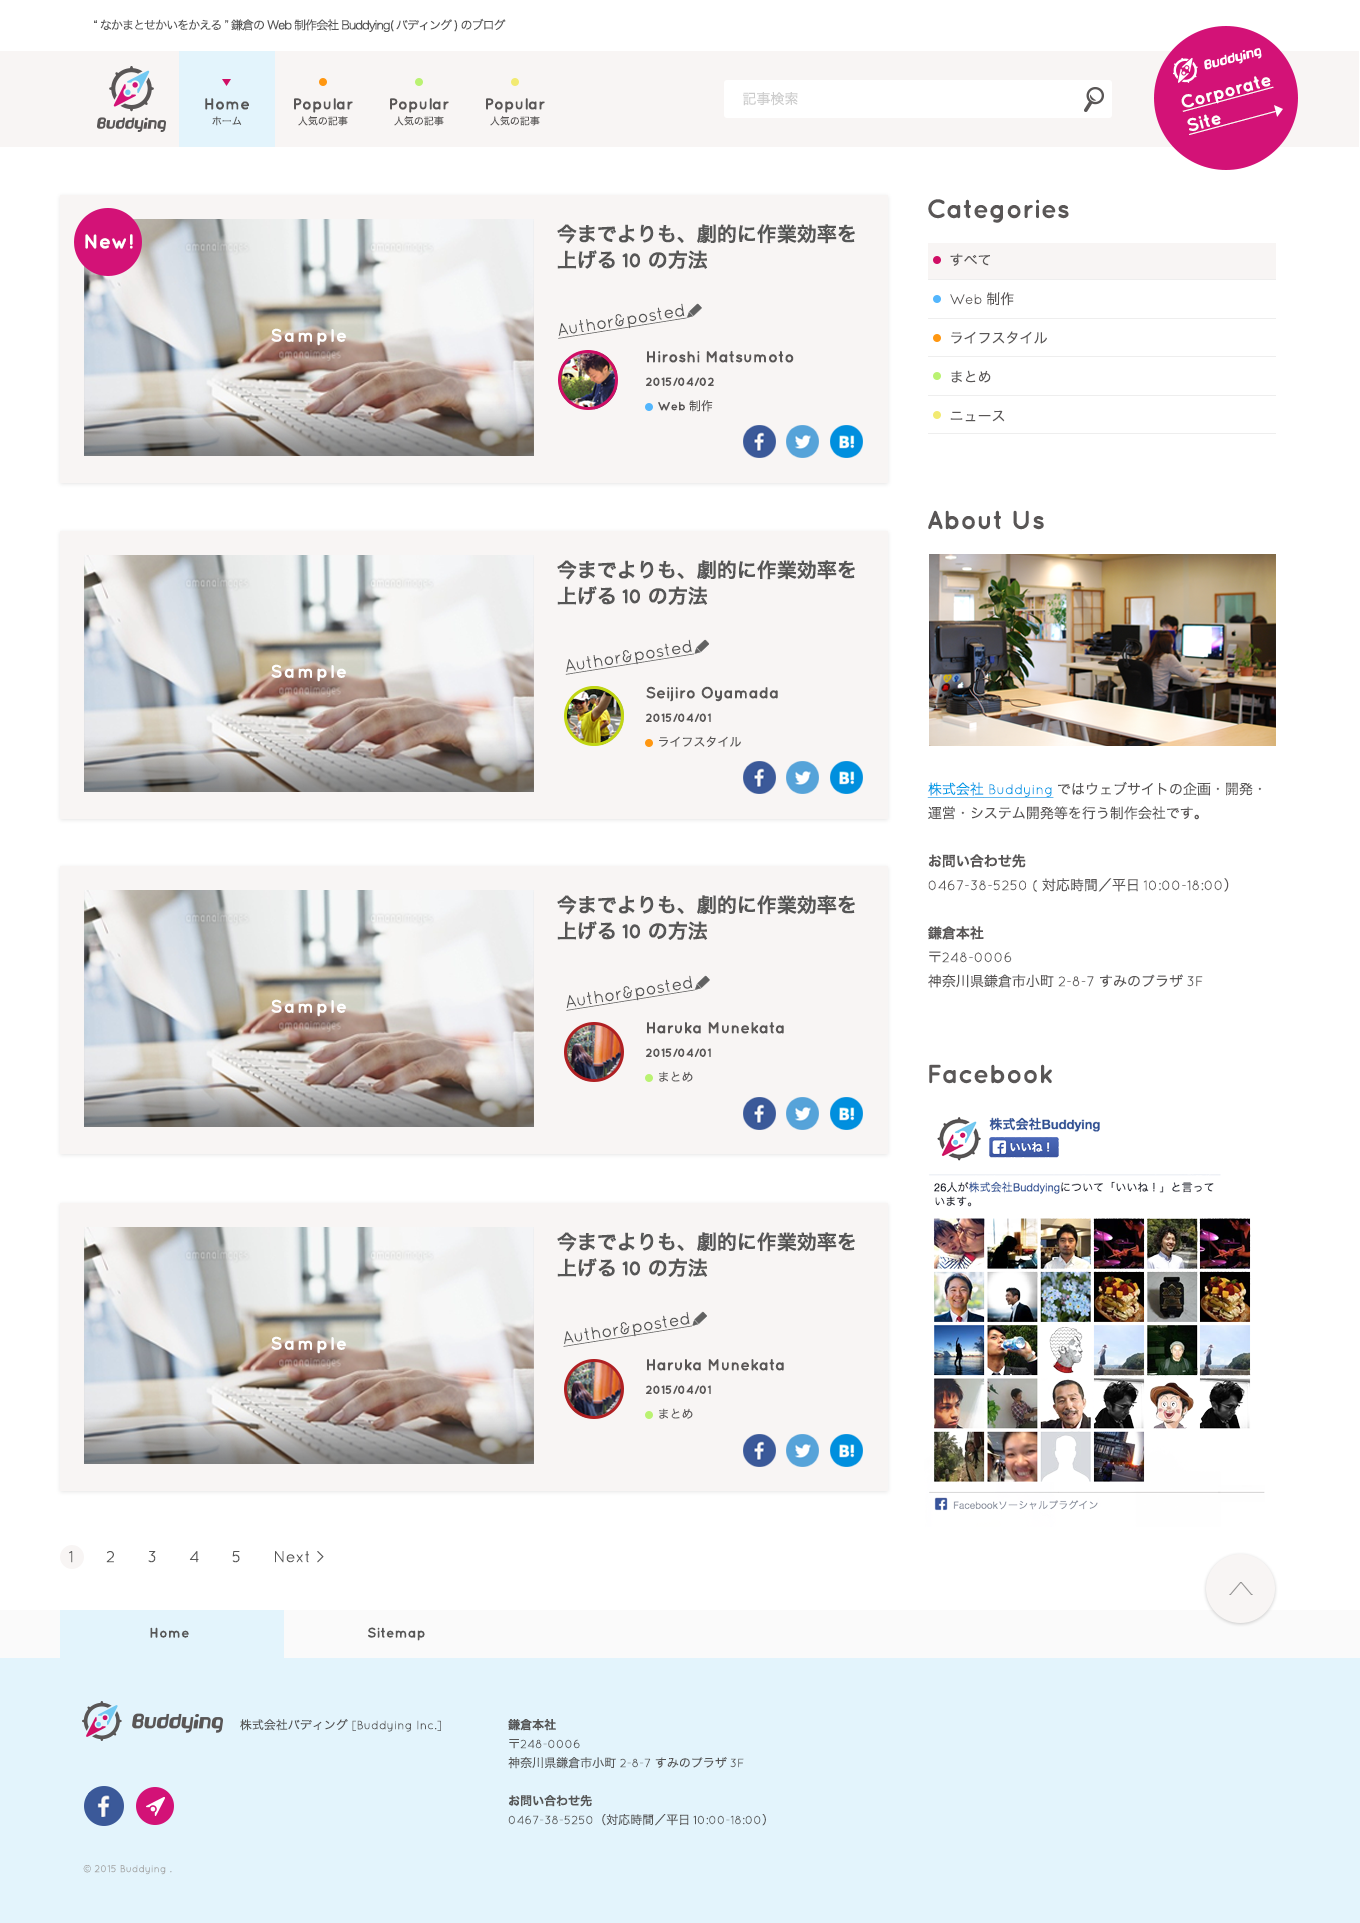 “ なかまとせかいをかえる ” 鎌倉の Web 制作会社 Buddying( バディング ) のブログ
Buddying
Home
ホーム
Popular
人気の記事
Popular
人気の記事
Popular
人気の記事
記事検索
Buddying
Corporate
Site
New!
Sample
amanaimages
amanaimages
amanaimages
今までよりも、劇的に作業効率を
上げる 10 の方法
Author&posted
Hiroshi Matsumoto
2015/04/02
Web 制作
B!
Sample
amanaimages
amanaimages
amanaimages
今までよりも、劇的に作業効率を
上げる 10 の方法
Author&posted
Seijiro Oyamada
2015/04/01
ライフスタイル
B!
Sample
amanaimages
amanaimages
amanaimages
今までよりも、劇的に作業効率を
上げる 10 の方法
Author&posted
Haruka Munekata
2015/04/01
まとめ
B!
Sample
amanaimages
amanaimages
amanaimages
今までよりも、劇的に作業効率を
上げる 10 の方法
Author&posted
Haruka Munekata
2015/04/01
まとめ
B!
1 2 3 4 5 Next
Categories
すべて
Web 制作
ライフスタイル
まとめ
ニュース
About Us
株式会社 Buddying ではウェブサイトの企画・開発・
運営・システム開発等を行う制作会社です。
お問い合わせ先
0467-38-5250 ( 対応時間／平日 10:00-18:00）
鎌倉本社
〒248-0006
神奈川県鎌倉市小町 2-8-7 すみのプラザ 3F
Facebook
株式会社Buddying
いいね！
26人が株式会社Buddyingについて「いいね！」と言って
います。
Facebookソーシャルプラグイン
Home
Sitemap
Buddying
株式会社バディング [Buddying Inc.]
鎌倉本社
〒248-0006
神奈川県鎌倉市小町 2-8-7 すみのプラザ 3F
お問い合わせ先
0467-38-5250（対応時間／平日 10:00-18:00）
© 2015 Buddying .